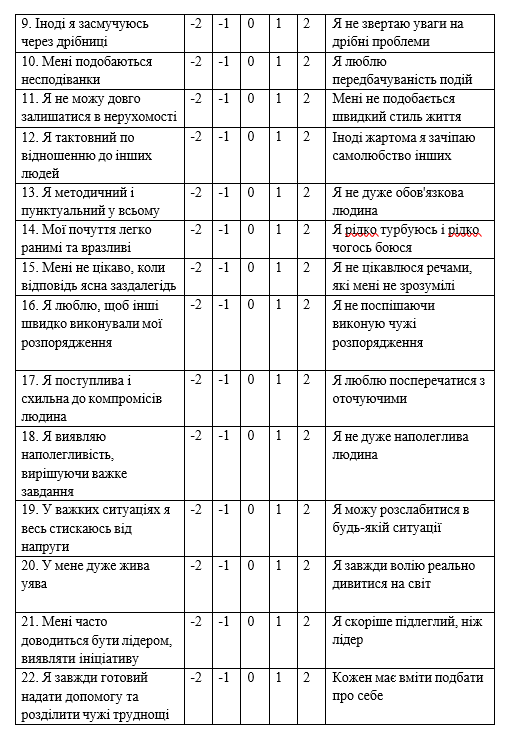 9. Іноді я засмучуюсь -2 -1 0 1 2 Я не звертаю уваги на
через дрібниці дрібні проблеми
10. Мені подобаються -2 -1 0 1 2 Я люблю
несподіванки передбачуваність подій
11. Я не можу довго -2 -1 0 1 2 Мені не подобається
залишатися в нерухомості швидкий стиль життя
12. Я тактовний по -2 -1 0 1 2 Іноді жартома я зачіпаю
відношенню до інших самолюбство інших
людей
13. Я методичний і -2 -1 0 1 2 Я не дуже обов'язкова
пунктуальний у всьому людина
14. Мої почуття легко -2 -1 0 1 2 Я рідко турбуюсь і рідко
ранимі та вразливі чогось боюся
15. Мені не цікаво, коли -2 -1 0 1 2 Я не цікавлюся речами,
відповідь ясна заздалегідь які мені не зрозумілі
16. Я люблю, щоб інші -2 -1 0 1 2 Я не поспішаючи
швидко виконували мої виконую чужі
розпорядження розпорядження
17. Я поступлива і -2 -1 0 1 2 Я люблю посперечатися з
схильна до компромісів оточуючими
людина
18. Я виявляю -2 -1 0 1 2 Я не дуже наполеглива
наполегливість, людина
вирішуючи важке
завдання
19. У важких ситуаціях я -2 -1 0 1 2 Я можу розслабитися в
весь стискаюсь від будь-якій ситуації
напруги
20. У мене дуже жива -2 -1 0 1 2 Я завжди волію реально
уява дивитися на світ
21. Мені часто -2 -1 0 1 2 Я скоріше підлеглий, ніж
доводиться бути лідером, лідер
виявляти ініціативу
22. Я завжди готовий -2 -1 0 1 2 Кожен має вміти подбати
надати допомогу та про себе
розділити чужі труднощі